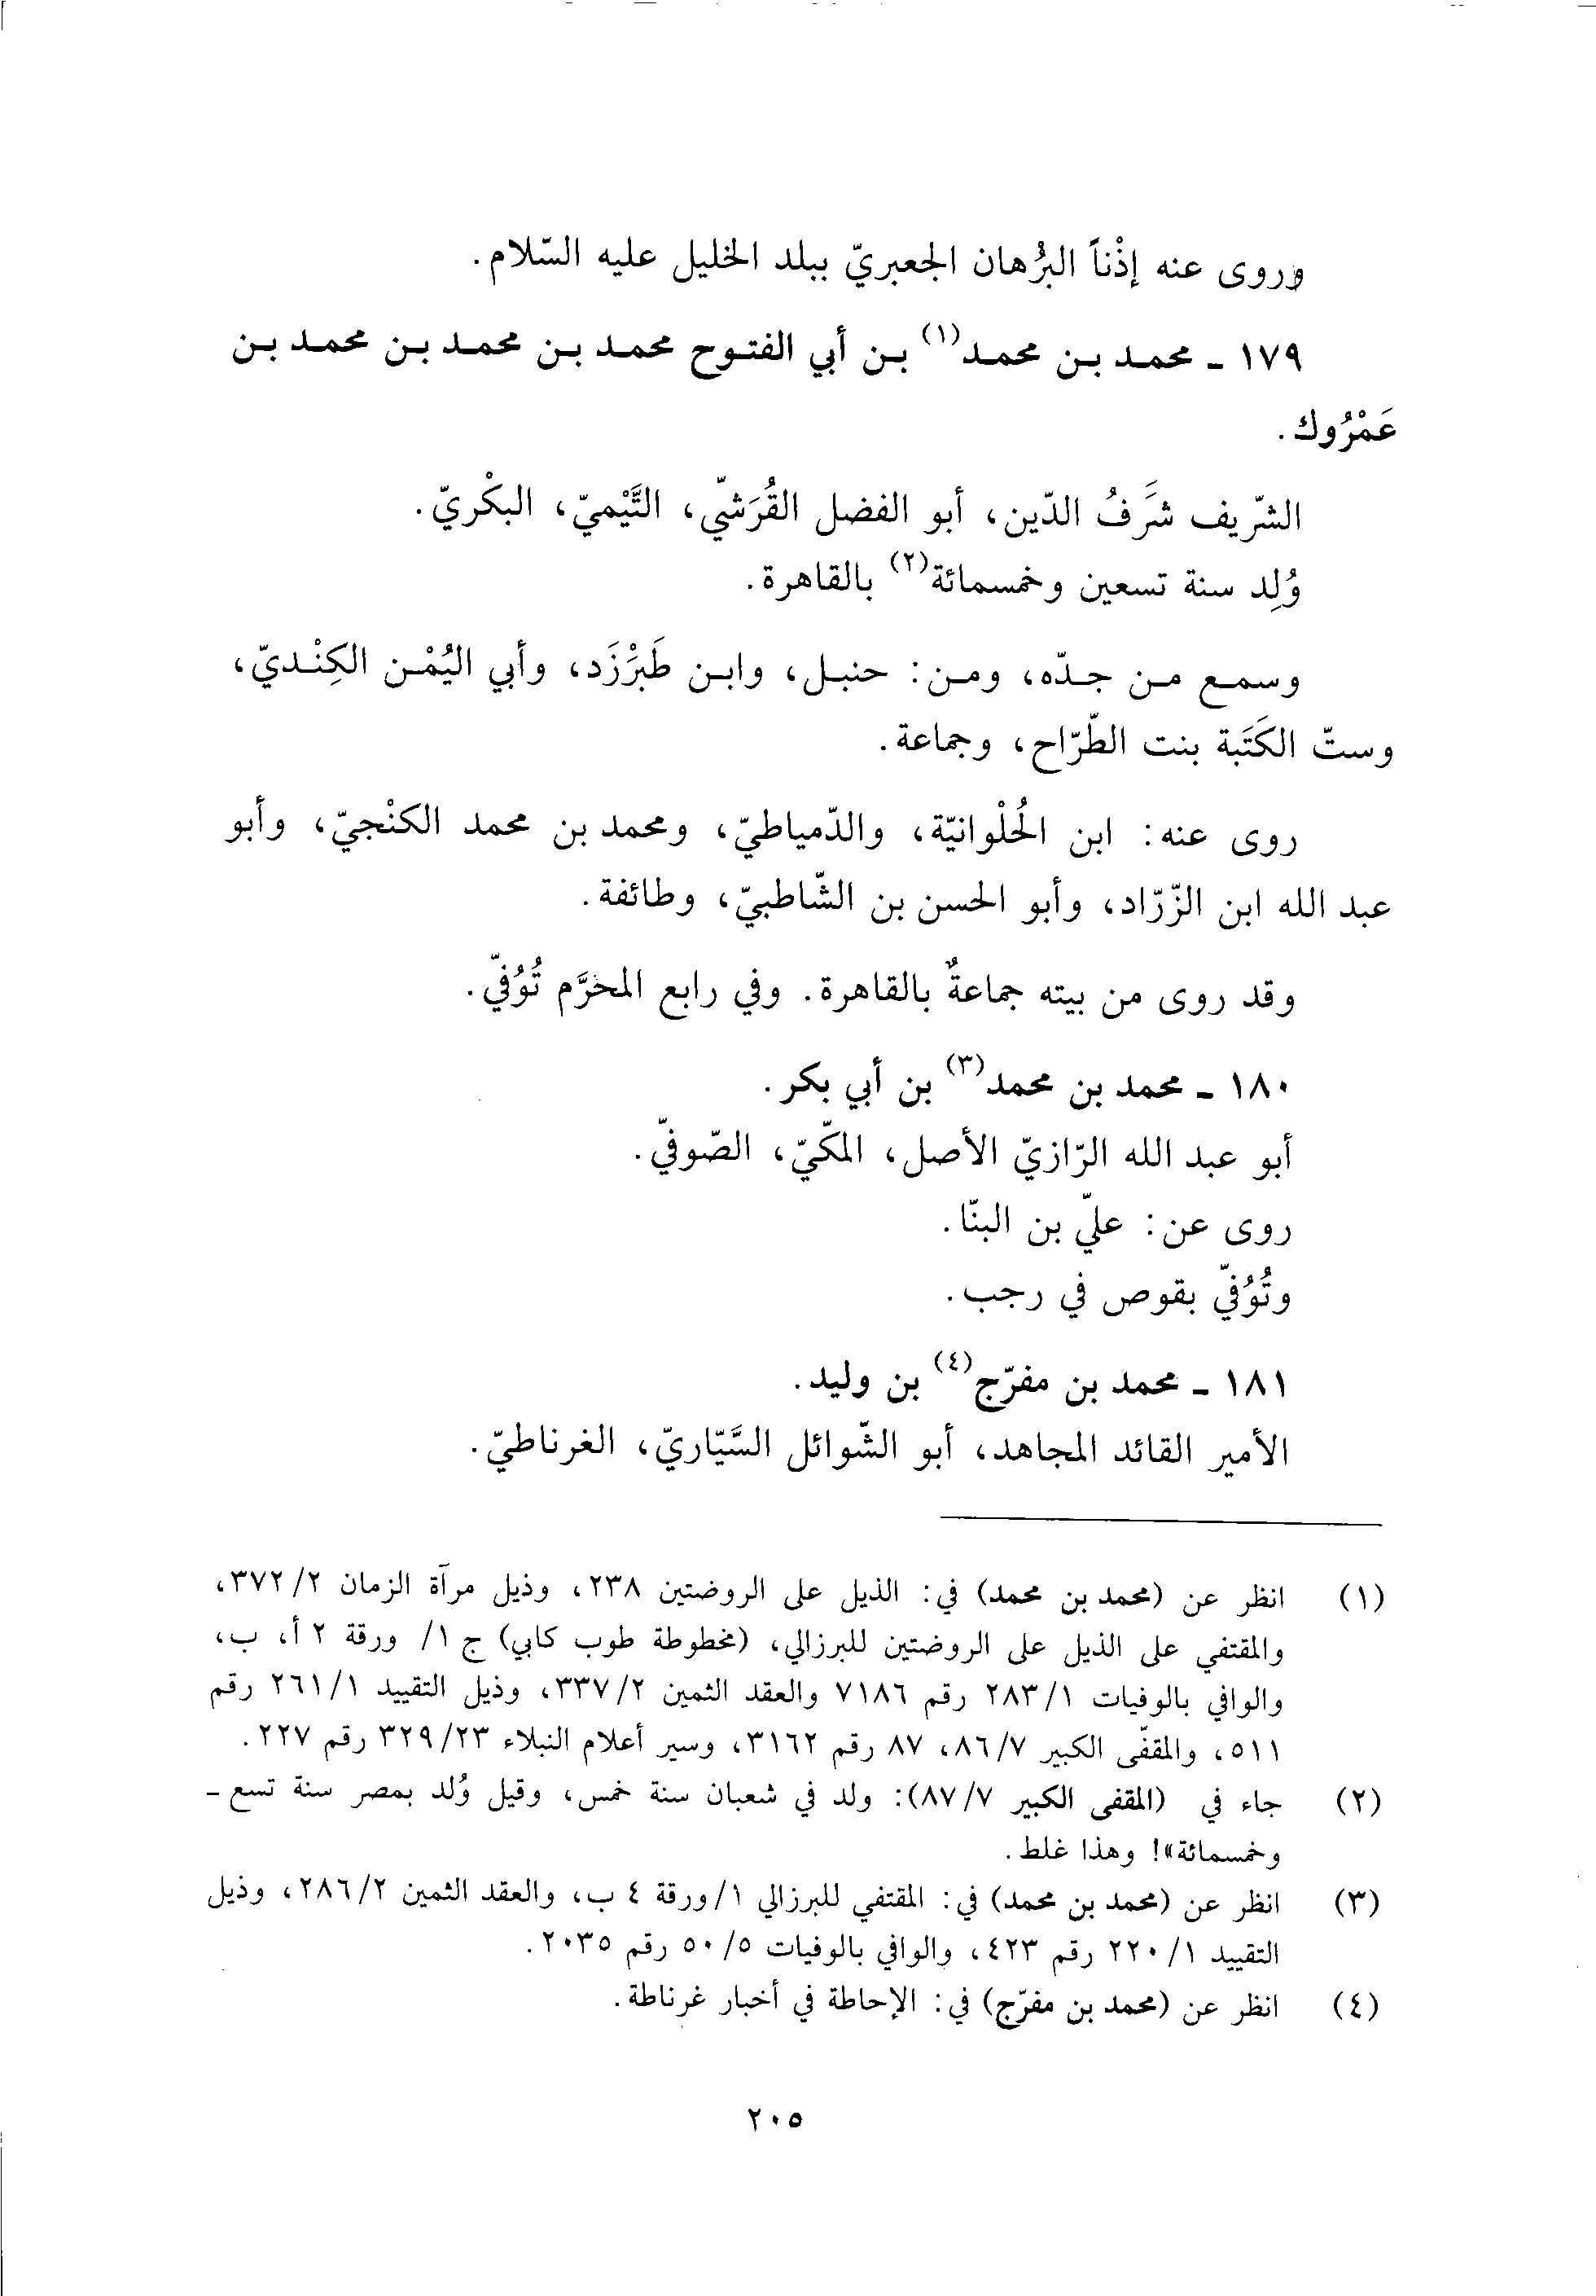 وروى عنه إذْناً البرُهان الجعبريّ ببلد الخليل عليه السّلام.
١٧٩ ـ محمد بن محمد(١) بن أبي الفتوح محمد بن محمد بن محمد بن
عَمْرُوك.
الشّريف شَرَفُ الدّين، أبو الفضل القُرَشّي، التَّيْميّ، البكْريّ.
وُلِد سنة تسعين وخمسمائة(٢) بالقاهرة.
وسمع من جدّه، ومن: حنبل، وابن طَبَرْزَد، وأبي اليُمْن الكِنْديّ،
وستّ الكَتَبة بنت الطّرّاح، وجماعة.
روى عنه: ابن الحُلْوانيّة، والدّمياطيّ، ومحمد بن محمد الكنْجيّ، وأبو
عبد الله ابن الزّرّاد، وأبو الحسن بن الشّاطبيّ، وطائفة.
وقد روى من بيته جماعةٌ بالقاهرة. وفي رابع المحرَّم تُوُفّي.
١٨٠ ـ محمد بن محمد(٣) بن أبي بكر.
أبو عبد الله الرّازيّ الأصل، المكّيّ، الصّوفيّ.
روى عن: عليّ بن البنّا.
وتُوُفّي بقوص في رجب.
١٨١ ـ محمد بن مفرّج(٤) بن وليد.
الأمير القائد المجاهد، أبو الشّوائل السَّيّاريّ، الغرناطيّ.
(١) انظر عن (محمد بن محمد) في: الذيل على الروضتين ٢٣٨، وذيل مرآة الزمان ٢/ ٣٧٢،
والمقتفي على الذيل على الروضتين للبرزالي، (مخطوطة طوب كابي) ج ١/ ورقة ٢ أ، ب،
والوافي بالوفيات ١/ ٢٨٣ رقم ٧١٨٦ والعقد الثمين ٢/ ٣٣٧، وذيل التقييد ١/ ٢٦١ رقم
٥١١، والمقفّى الكبير ٧/ ٨٦، ٨٧ رقم ٣١٦٢، وسير أعلام النبلاء ٢٣/ ٣٢٩ رقم ٢٢٧.
(٢) جاء في (المقفى الكبير ٧/ ٨٧): ولد في شعبان سنة خمس، وقيل وُلد بمصر سنة تسع ـ
وخمسمائة»! وهذا غلط.
(٣) انظر عن (محمد بن محمد) في: المقتفي للبرزالي ١/ ورقة ٤ ب، والعقد الثمين ٢/ ٢٨٦، وذيل
التقييد ١/ ٢٢٠ رقم ٤٢٣، والوافي بالوفيات ٥/ ٥٠ رقم ٢٠٣٥.
(٤) انظر عن (محمد بن مفرّج) في: الإحاطة في أخبار غرناطة.
٢٠٥